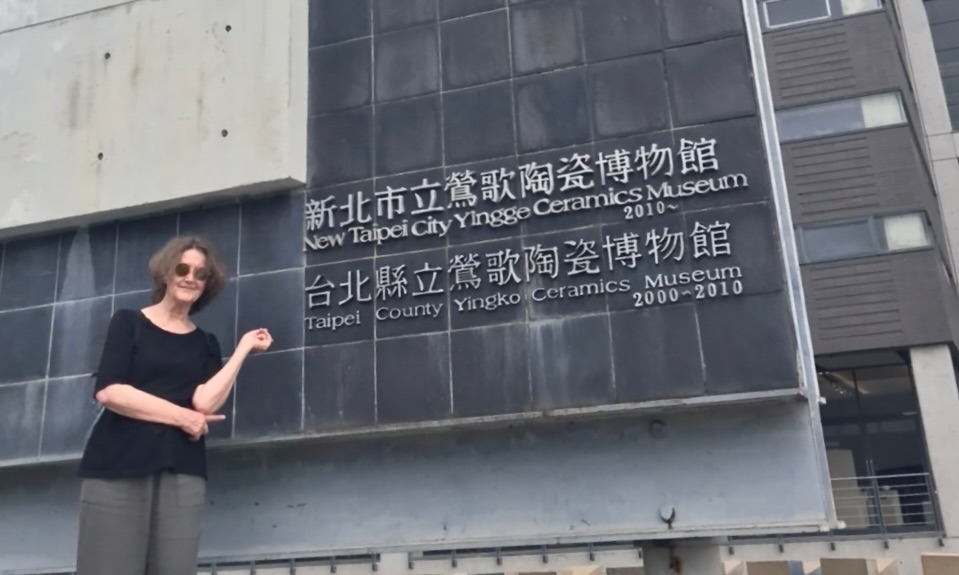 新北市立鶯歌陶瓷博物館
New Taipei City Yingge Ceramics Museum
2010~
台北縣立鶯歌陶瓷博物館
Taipei County Yingko Ceramics Museum
2000~2010